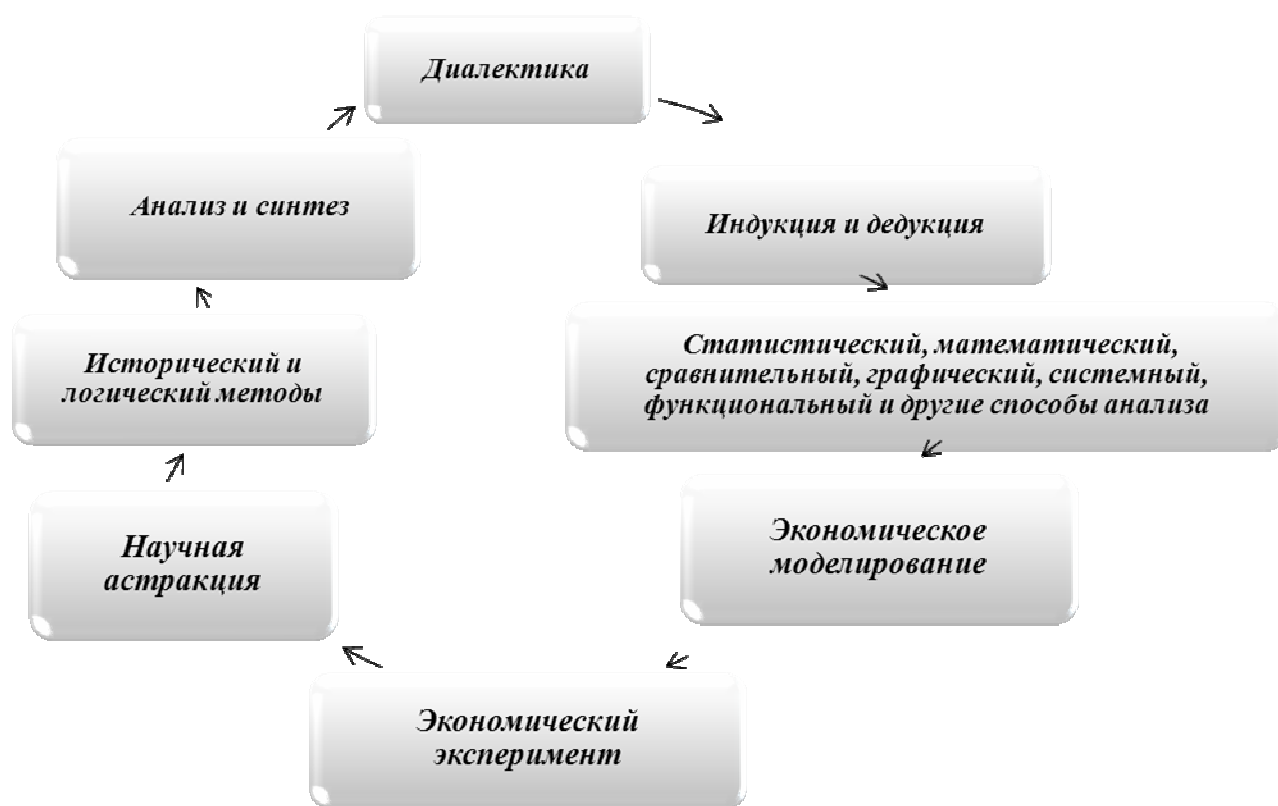 Диалектика
Индукция и дедукция
Статистический, математический,
сравнительный, графический, системный,
функциональный и другие способы анализа
Экономическое
моделирование
Экономический
эксперимент
Научная
астракция
Исторический и
логический методы
Анализ и синтез